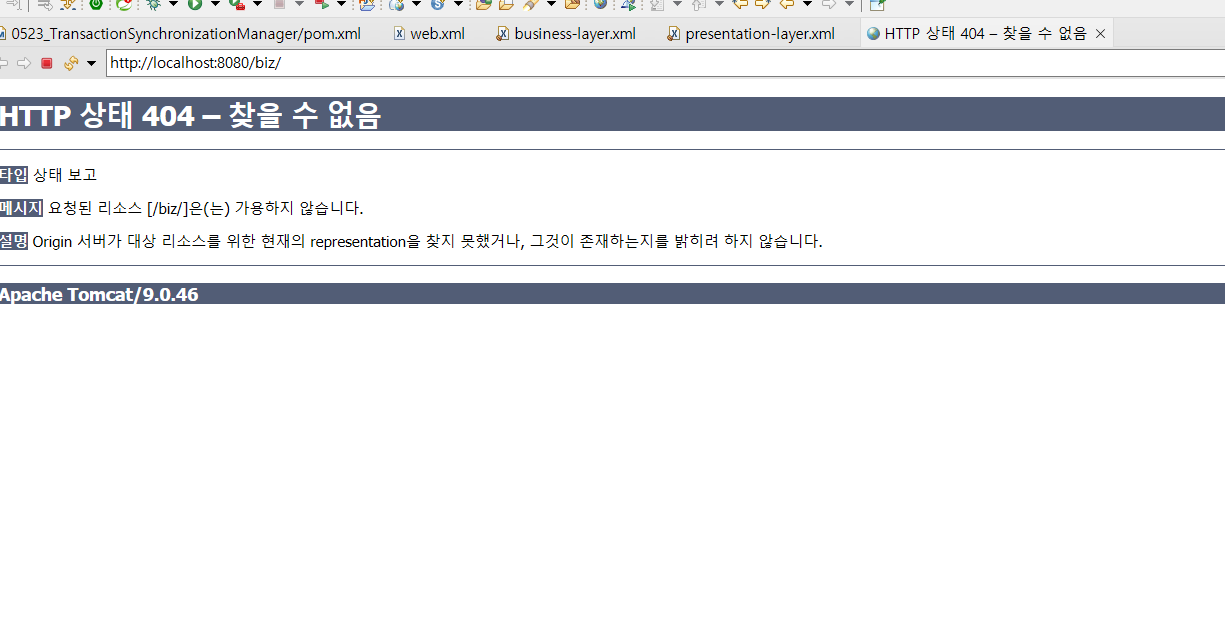 0523_TransactionSynchronizationManager/pom.xml web.xml business-layer.xml presentation-layer.xml HTTP 상태 404 – 찾을 수 없음
http://localhost:8080/biz/
HTTP 상태 404 – 찾을 수 없음
타입 상태 보고
메시지 요청된 리소스 [/biz/]은(는) 가용하지 않습니다.
설명 Origin 서버가 대상 리소스를 위한 현재의 representation을 찾지 못했거나, 그것이 존재하는지를 밝히려 하지 않습니다.
Apache Tomcat/9.0.46